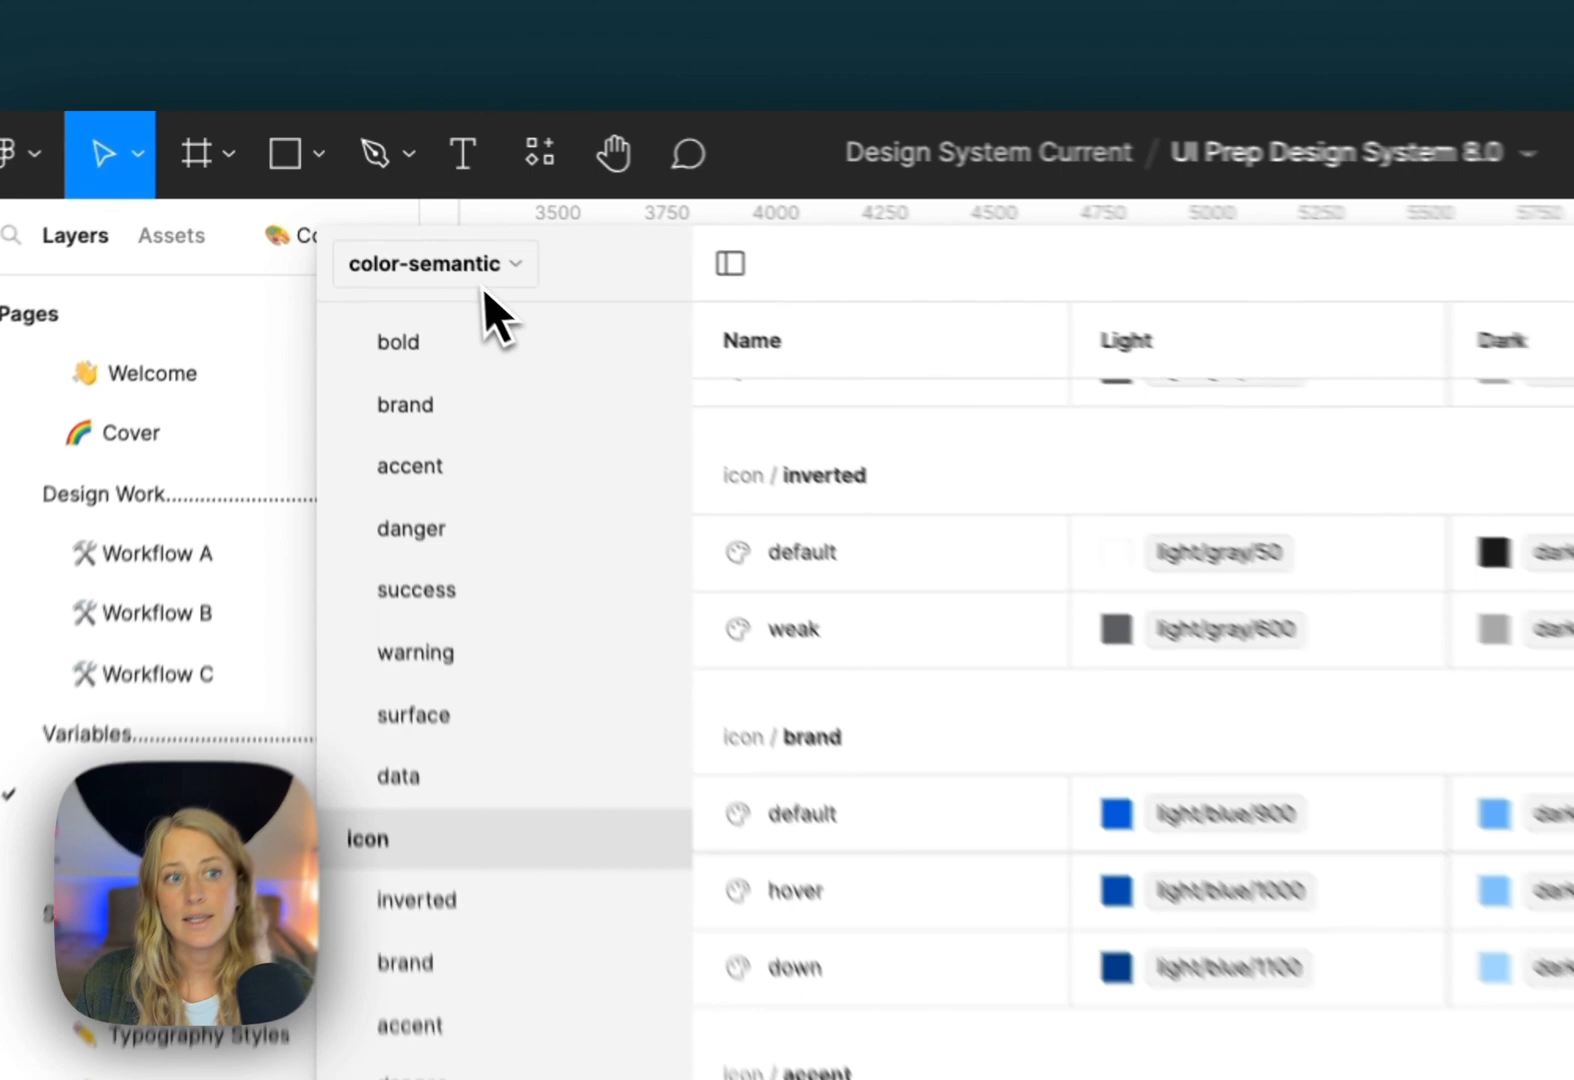 Design System Current / UI Prep Design System 8.0
3500 3750 4000 4250 4500 4750 5000 5250 5500 5750
Layers Assets
Pages
👋 Welcome
🌈 Cover
Design Work
🛠 Workflow A
🛠 Workflow B
🛠 Workflow C
Variables
Typography Styles
color-semantic
bold
brand
accent
danger
success
warning
surface
data
icon
inverted
brand
accent
Name Light Dark
icon / inverted
default light/gray/50
weak light/gray/600
icon / brand
default light/blue/900
hover light/blue/1000
down light/blue/1100
icon / accent